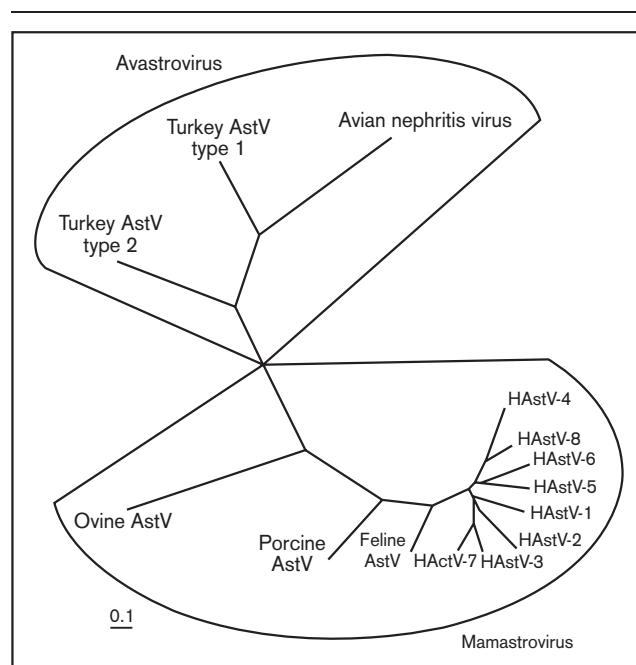 Avastrovirus
Turkey AstV
type 1
Avian nephritis virus
Turkey AstV
type 2
HAstV-4
HAstV-8
HAstV-6
HAstV-5
HAstV-1
HAstV-2
HActV-7
HAstV-3
Feline
AstV
Porcine
AstV
Ovine AstV
0.1
Mamastrovirus